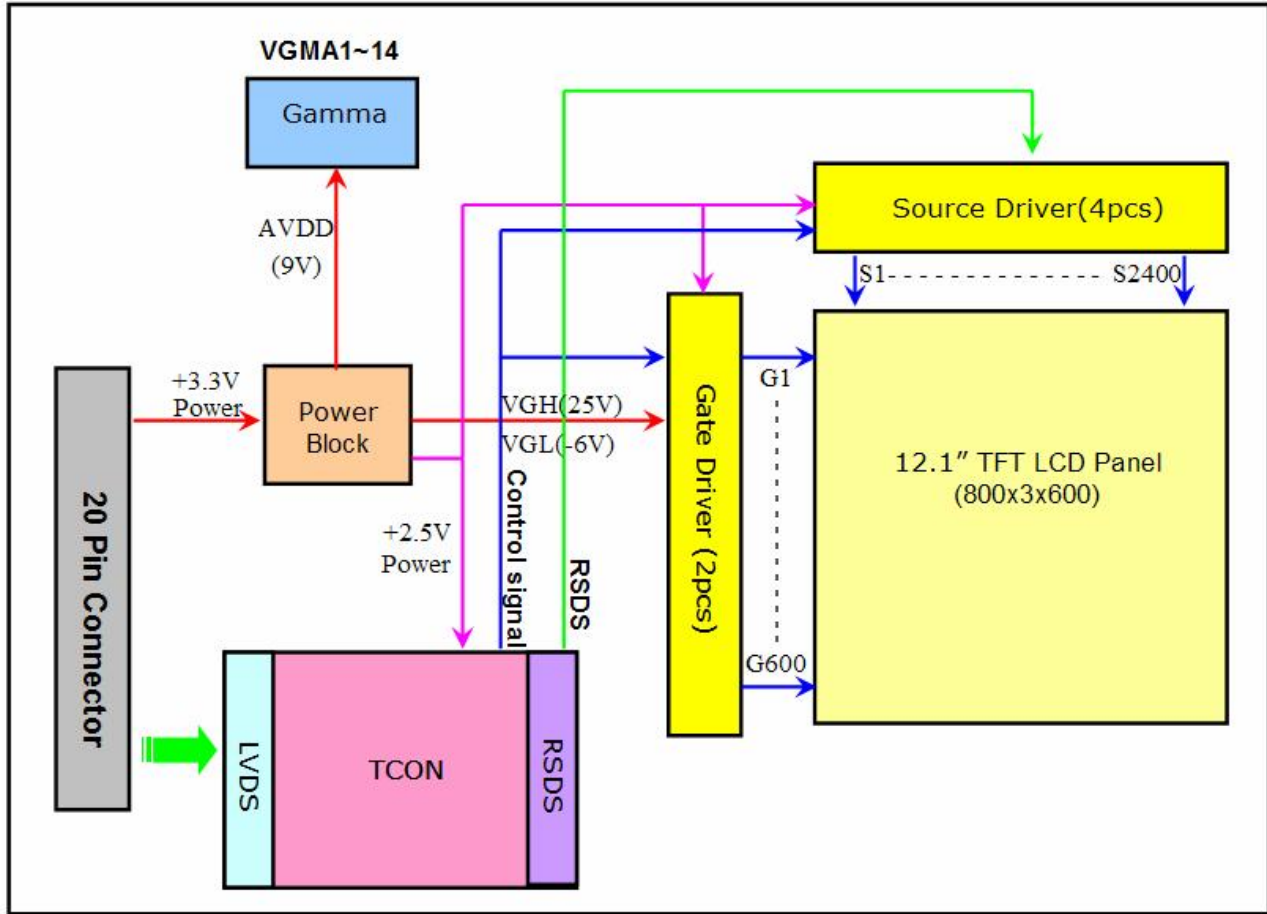 VGMA1~14
Gamma
AVDD
(9V)
Source Driver(4pcs)
S1
S2400
+3.3V
Power
Power
Block
VGH(25V)
VGL(-6V)
G1
Gate Driver (2pcs)
12.1" TFT LCD Panel
(800x3x600)
20 Pin Connector
+2.5V
Power
Control signal
RSDS
G600
LVDS
TCON
RSDS